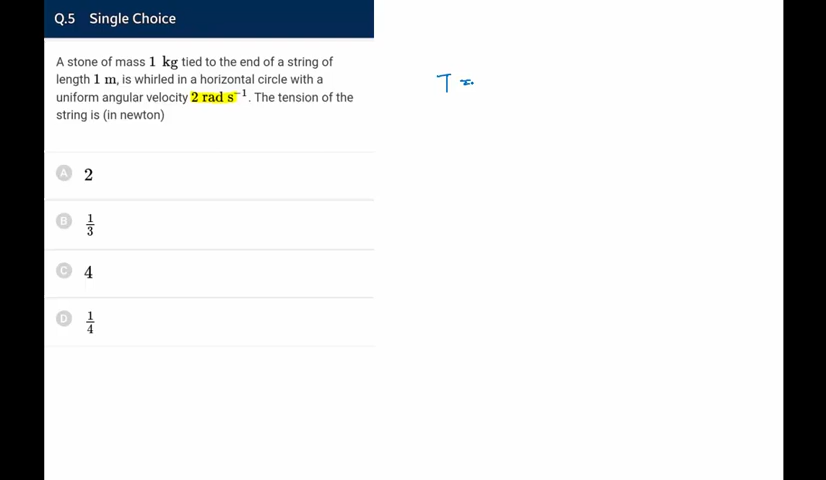 Q.5 Single Choice
A stone of mass 1 kg tied to the end of a string of
length 1 m, is whirled in a horizontal circle with a
uniform angular velocity 2 rad s⁻¹. The tension of the
string is (in newton)
T =
A 2
B 1/3
C 4
D 1/4